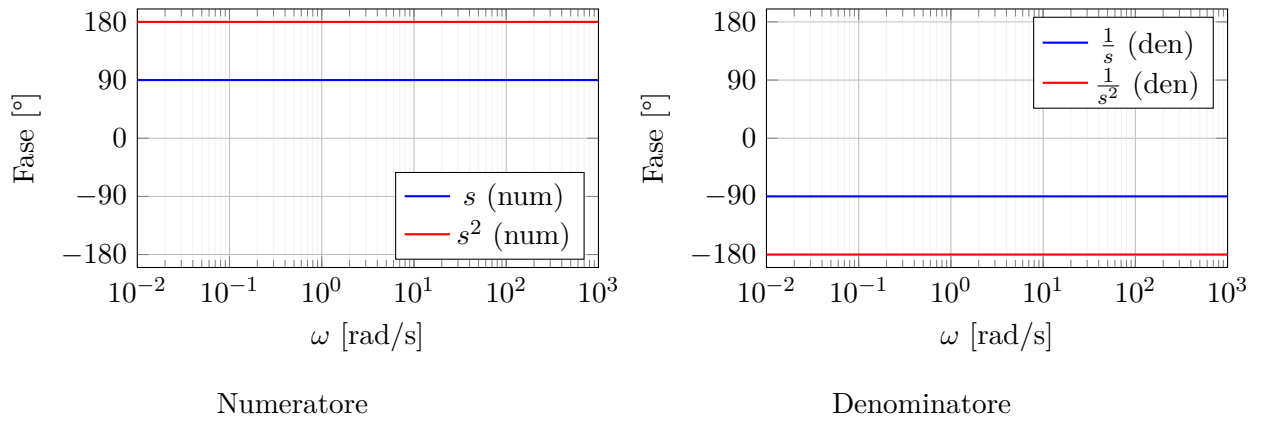 180
90
0
−90
−180
Fase [°]
10⁻² 10⁻¹ 10⁰ 10¹ 10² 10³
ω [rad/s]
s (num)
s² (num)
Numeratore
180
90
0
−90
−180
Fase [°]
10⁻² 10⁻¹ 10⁰ 10¹ 10² 10³
ω [rad/s]
1/s (den)
1/s² (den)
Denominatore